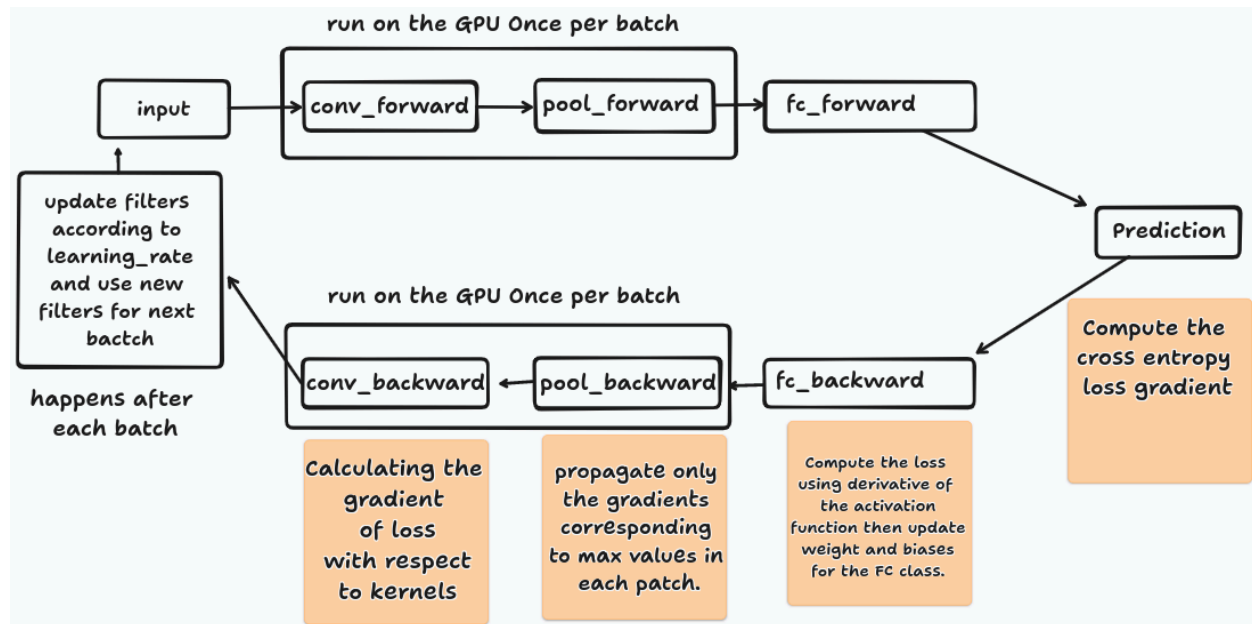 run on the GPU Once per batch
input
conv_forward
pool_forward
fc_forward
Prediction
Compute the
cross entropy
loss gradient
fc_backward
Compute the loss
using derivative of
the activation
function then update
weight and biases
for the FC class.
run on the GPU Once per batch
pool_backward
propagate only
the gradients
corresponding
to max values in
each patch.
conv_backward
Calculating the
gradient
of loss
with respect
to kernels
update filters
according to
learning_rate
and use new
filters for next
bactch
happens after
each batch